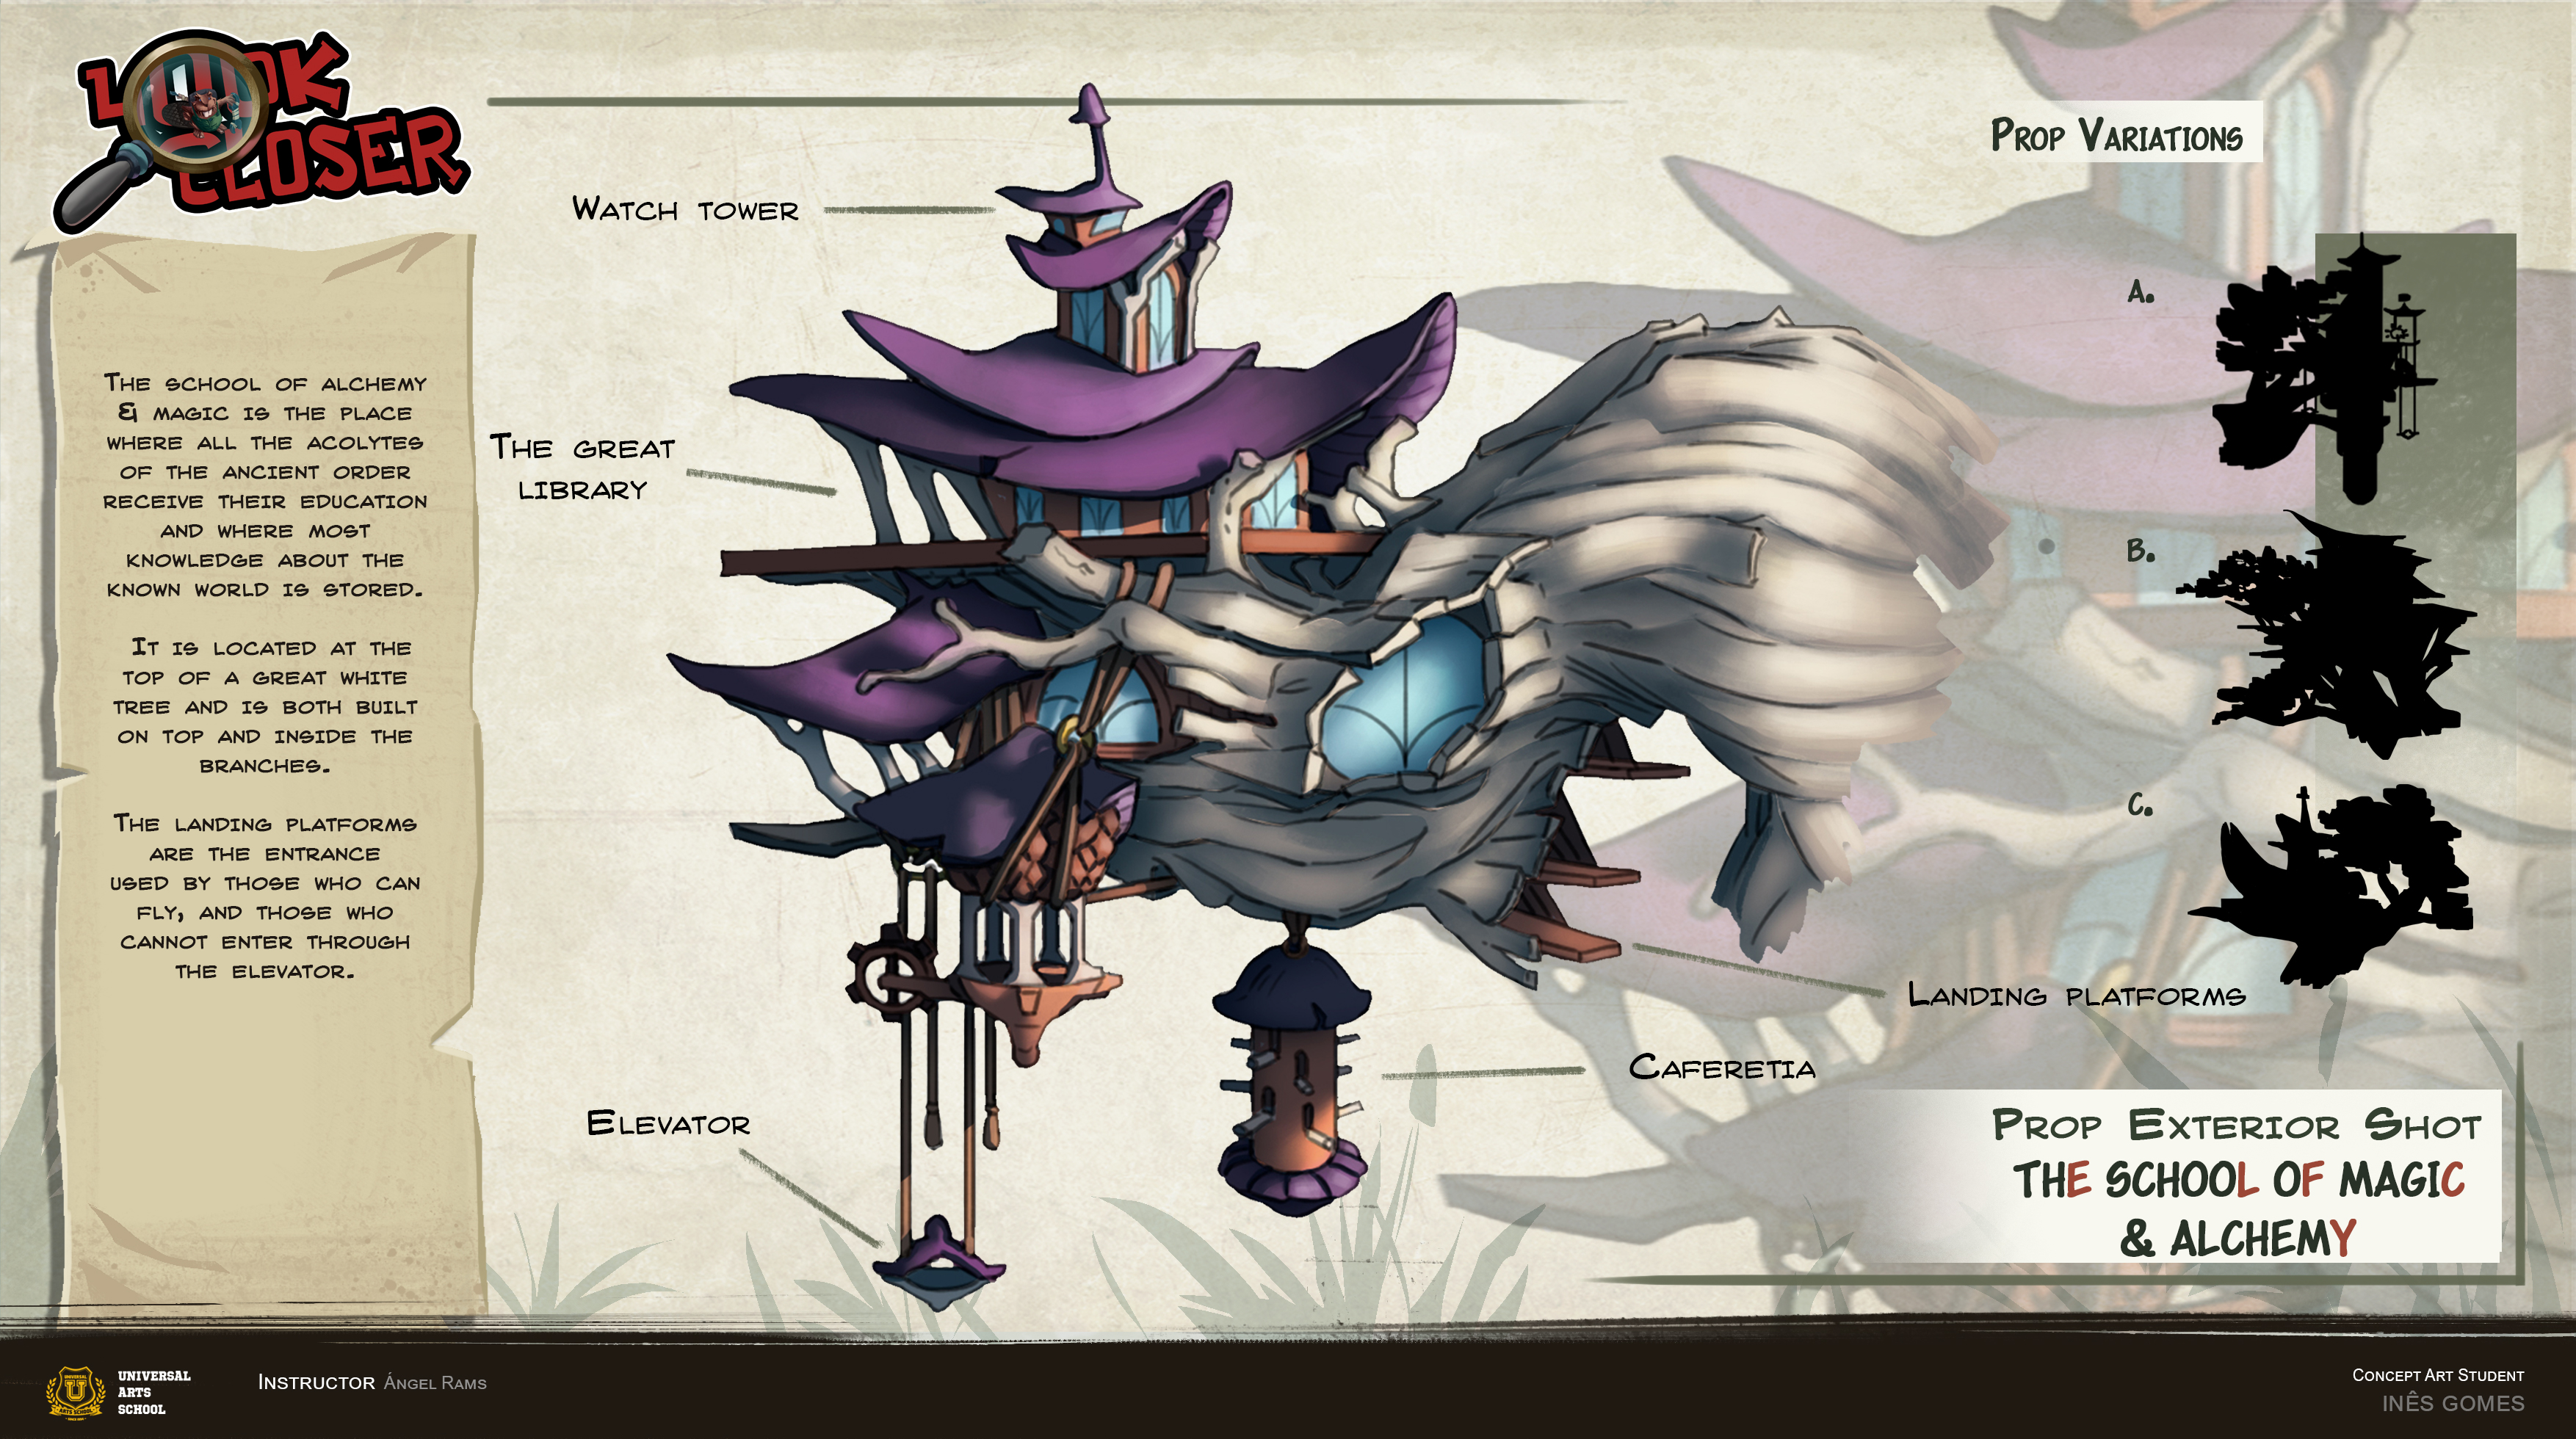 LOOK
CLOSER
THE SCHOOL OF ALCHEMY
& MAGIC IS THE PLACE
WHERE ALL THE ACOLYTES
OF THE ANCIENT ORDER
RECEIVE THEIR EDUCATION
AND WHERE MOST
KNOWLEDGE ABOUT THE
KNOWN WORLD IS STORED.
IT IS LOCATED AT THE
TOP OF A GREAT WHITE
TREE AND IS BOTH BUILT
ON TOP AND INSIDE THE
BRANCHES.
THE LANDING PLATFORMS
ARE THE ENTRANCE
USED BY THOSE WHO CAN
FLY, AND THOSE WHO
CANNOT ENTER THROUGH
THE ELEVATOR.
WATCH TOWER
THE GREAT
LIBRARY
ELEVATOR
CAFERETIA
LANDING PLATFORMS
PROP VARIATIONS
A.
B.
C.
PROP EXTERIOR SHOT
THE SCHOOL OF MAGIC
& ALCHEMY
UNIVERSAL
ARTS
SCHOOL
INSTRUCTOR ÁNGEL RAMS
CONCEPT ART STUDENT
INÊS GOMES